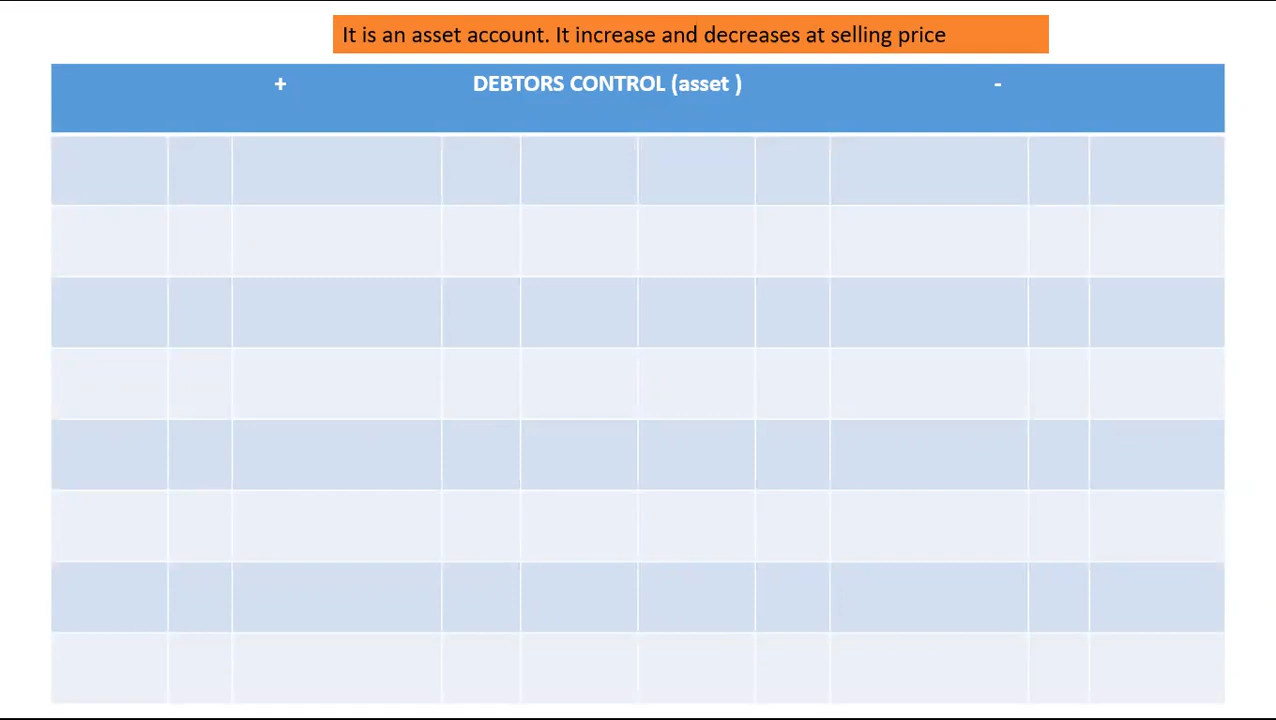 It is an asset account. It increase and decreases at selling price
+ DEBTORS CONTROL (asset ) -